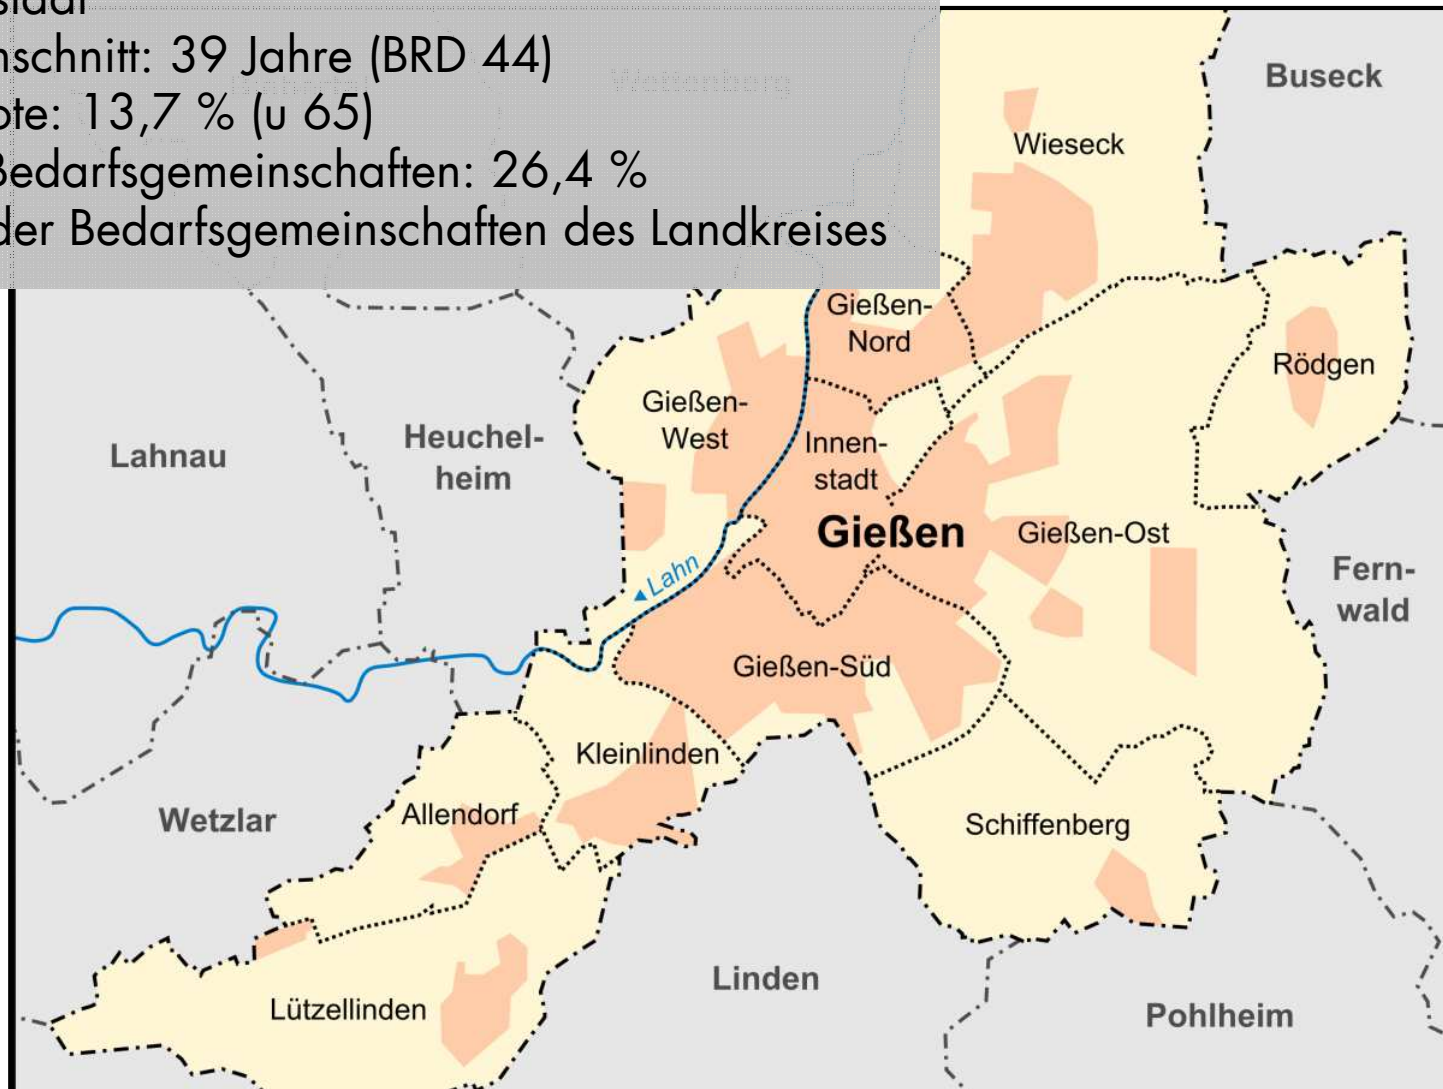 nschnitt: 39 Jahre (BRD 44)
ote: 13,7 % (u 65)
Bedarfsgemeinschaften: 26,4 %
der Bedarfsgemeinschaften des Landkreises
Wettenberg
Buseck
Wieseck
Gießen-
Nord
Rödgen
Gießen-
West
Lahnau
Heuchel-
heim
Innen-
stadt
Gießen
Gießen-Ost
Fern-
wald
Lahn
Gießen-Süd
Kleinlinden
Allendorf
Wetzlar
Schiffenberg
Linden
Lützellinden
Pohlheim